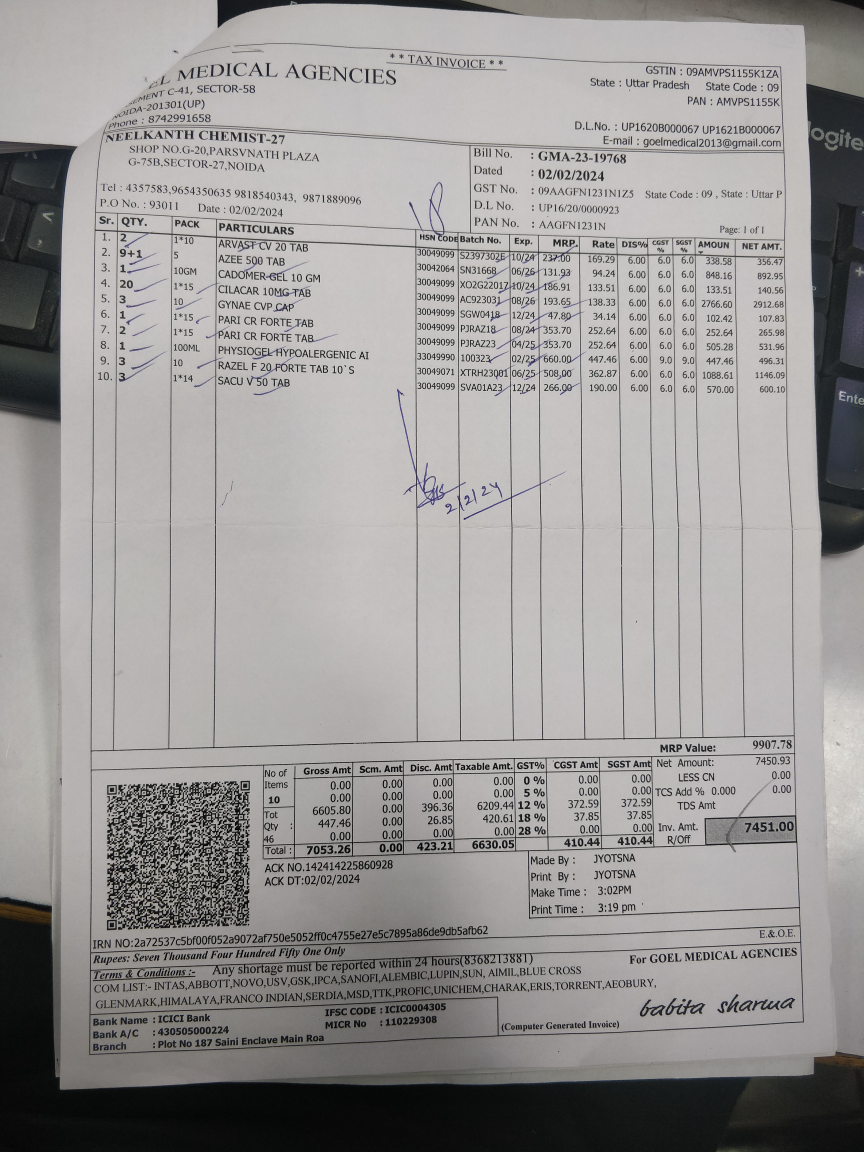 * * TAX INVOICE * *
EL MEDICAL AGENCIES
EMENT C-41, SECTOR-58
OIDA-201301(UP)
Phone : 8742991658
GSTIN : 09AMVPS1155K1ZA
State : Uttar Pradesh State Code : 09
PAN : AMVPS1155K
D.L.No. : UP1620B000067 UP1621B000067
E-mail : goelmedical2013@gmail.com
NEELKANTH CHEMIST-27
SHOP NO.G-20,PARSVNATH PLAZA
G-75B,SECTOR-27,NOIDA
Tel : 4357583,9654350635 9818540343, 9871889096
P.O No. : 93011 Date : 02/02/2024
Bill No. : GMA-23-19768
Dated : 02/02/2024
GST No. : 09AAGFN1231N1Z5 State Code : 09 , State : Uttar P
D.L No. : UP16/20/0000923
PAN No. : AAGFN1231N
Page: 1 of 1
18
Sr. QTY. PACK PARTICULARS HSN CODE Batch No. Exp. MRP. Rate DIS% CGST % SGST % AMOUN NET AMT.
1. 2 1*10 ARVAST CV 20 TAB 30049099 S2397302E 10/24 237.00 169.29 6.00 6.0 6.0 338.58 356.47
2. 9+1 5 AZEE 500 TAB 30042064 SN31668 06/26 131.93 94.24 6.00 6.0 6.0 848.16 892.95
3. 1 10GM CADOMER GEL 10 GM 30049099 XO2G22017 10/24 186.91 133.51 6.00 6.0 6.0 133.51 140.56
4. 20 1*15 CILACAR 10MG TAB 30049099 AC923031 08/26 193.65 138.33 6.00 6.0 6.0 2766.60 2912.68
5. 3 10 GYNAE CVP CAP 30049099 SGW0418 12/24 47.80 34.14 6.00 6.0 6.0 102.42 107.83
6. 1 1*15 PARI CR FORTE TAB 30049099 PJRAZ18 08/24 353.70 252.64 6.00 6.0 6.0 252.64 265.98
7. 2 1*15 PARI CR FORTE TAB 30049099 PJRAZ23 04/25 353.70 252.64 6.00 6.0 6.0 505.28 531.96
8. 1 100ML PHYSIOGEL HYPOALERGENIC AI 33049990 100323 02/25 660.00 447.46 6.00 9.0 9.0 447.46 496.31
9. 3 10 RAZEL F 20 FORTE TAB 10`S 30049071 XTRH23001 06/25 508.00 362.87 6.00 6.0 6.0 1088.61 1146.09
10. 3 1*14 SACU V 50 TAB 30049099 SVA01A23 12/24 266.00 190.00 6.00 6.0 6.0 570.00 600.10
2/2/24
MRP Value: 9907.78
No of Items 10
Tot Qty : 46
Gross Amt Scm. Amt Disc. Amt Taxable Amt. GST% CGST Amt SGST Amt
0.00 0.00 0.00 0.00 0 % 0.00 0.00
0.00 0.00 0.00 0.00 5 % 0.00 0.00
6605.80 0.00 396.36 6209.44 12 % 372.59 372.59
447.46 0.00 26.85 420.61 18 % 37.85 37.85
0.00 0.00 0.00 0.00 28 % 0.00 0.00
Total : 7053.26 0.00 423.21 6630.05 410.44 410.44
Net Amount: 7450.93
LESS CN 0.00
TCS Add % 0.000 0.00
TDS Amt
Inv. Amt. R/Off 7451.00
ACK NO.142414225860928
ACK DT:02/02/2024
Made By : JYOTSNA
Print By : JYOTSNA
Make Time : 3:02PM
Print Time : 3:19 pm
IRN NO:2a72537c5bf00f052a9072af750e5052ff0c4755e27e5c7895a86de9db5afb62
E.&O.E.
Rupees: Seven Thousand Four Hundred Fifty One Only
Terms & Conditions :- Any shortage must be reported within 24 hours(8368213881)
For GOEL MEDICAL AGENCIES
COM LIST:- INTAS,ABBOTT,NOVO,USV,GSK,IPCA,SANOFI,ALEMBIC,LUPIN,SUN, AIMIL,BLUE CROSS
GLENMARK,HIMALAYA,FRANCO INDIAN,SERDIA,MSD,TTK,PROFIC,UNICHEM,CHARAK,ERIS,TORRENT,AEOBURY,
Bank Name : ICICI Bank IFSC CODE : ICIC0004305
Bank A/C : 430505000224 MICR No : 110229308
Branch : Plot No 187 Saini Enclave Main Roa
(Computer Generated Invoice)
babita sharma
logite
Ente